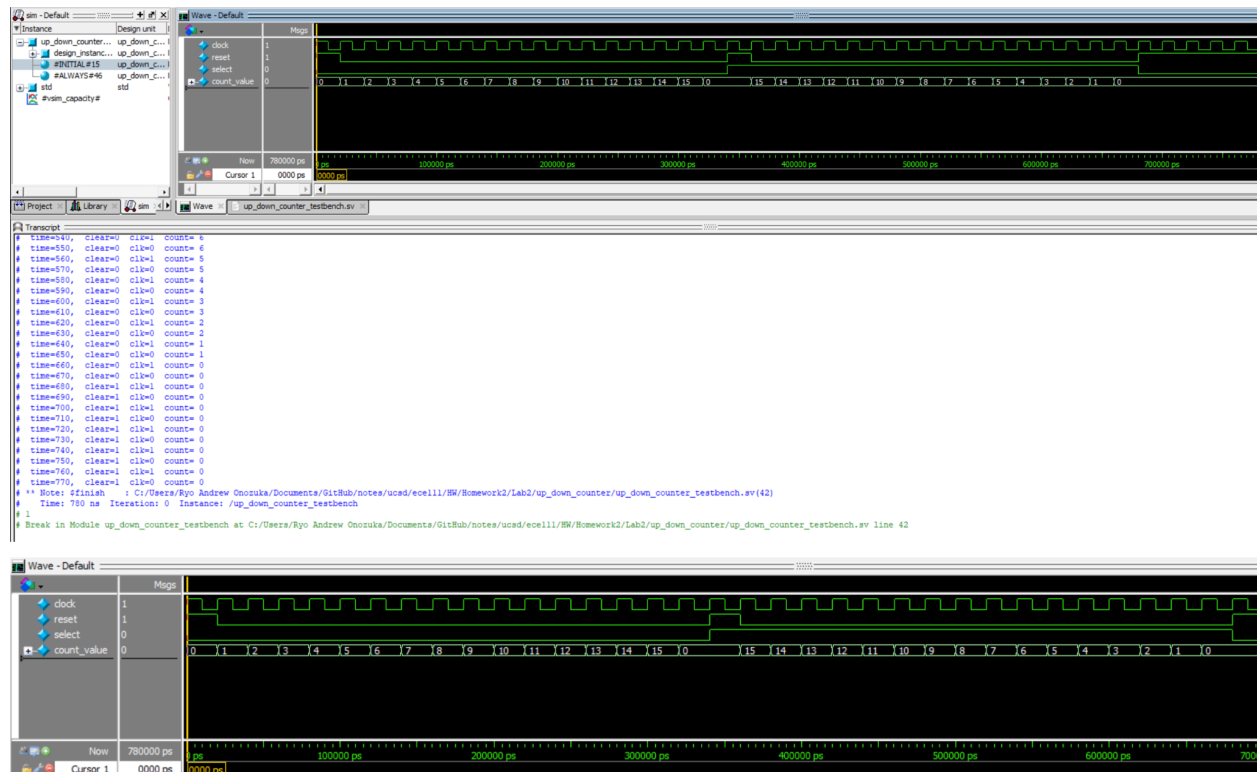 sim - Default
Instance Design unit
up_down_counter... up_down_c...
design_instanc... up_down_c...
#INITIAL#15 up_down_c...
#ALWAYS#46 up_down_c...
std std
#vsim_capacity#
Wave - Default
Msgs
clock 1
reset 1
select 0
count_value 0
0 1 2 3 4 5 6 7 8 9 10 11 12 13 14 15 0 15 14 13 12 11 10 9 8 7 6 5 4 3 2 1 0
Now 780000 ps
ps 100000 ps 200000 ps 300000 ps 400000 ps 500000 ps 600000 ps 700000 ps
Cursor 1 0000 ps 0000 ps
Project Library sim Wave up_down_counter_testbench.sv
Transcript
# time=540, clear=0 clk=1 count= 6
# time=550, clear=0 clk=0 count= 6
# time=560, clear=0 clk=1 count= 5
# time=570, clear=0 clk=0 count= 5
# time=580, clear=0 clk=1 count= 4
# time=590, clear=0 clk=0 count= 4
# time=600, clear=0 clk=1 count= 3
# time=610, clear=0 clk=0 count= 3
# time=620, clear=0 clk=1 count= 2
# time=630, clear=0 clk=0 count= 2
# time=640, clear=0 clk=1 count= 1
# time=650, clear=0 clk=0 count= 1
# time=660, clear=0 clk=1 count= 0
# time=670, clear=0 clk=0 count= 0
# time=680, clear=1 clk=1 count= 0
# time=690, clear=1 clk=0 count= 0
# time=700, clear=1 clk=1 count= 0
# time=710, clear=1 clk=0 count= 0
# time=720, clear=1 clk=1 count= 0
# time=730, clear=1 clk=0 count= 0
# time=740, clear=1 clk=1 count= 0
# time=750, clear=1 clk=0 count= 0
# time=760, clear=1 clk=1 count= 0
# time=770, clear=1 clk=0 count= 0
# ** Note: $finish : C:/Users/Ryo Andrew Onozuka/Documents/GitHub/notes/ucsd/ece111/HW/Homework2/Lab2/up_down_counter/up_down_counter_testbench.sv(42)
# Time: 780 ns Iteration: 0 Instance: /up_down_counter_testbench
# 1
# Break in Module up_down_counter_testbench at C:/Users/Ryo Andrew Onozuka/Documents/GitHub/notes/ucsd/ece111/HW/Homework2/Lab2/up_down_counter/up_down_counter_testbench.sv line 42
Wave - Default
Msgs
clock 1
reset 1
select 0
count_value 0
0 1 2 3 4 5 6 7 8 9 10 11 12 13 14 15 0 15 14 13 12 11 10 9 8 7 6 5 4 3 2 1 0
Now 780000 ps
ps 100000 ps 200000 ps 300000 ps 400000 ps 500000 ps 600000 ps 700
Cursor 1 0000 ps 0000 ps